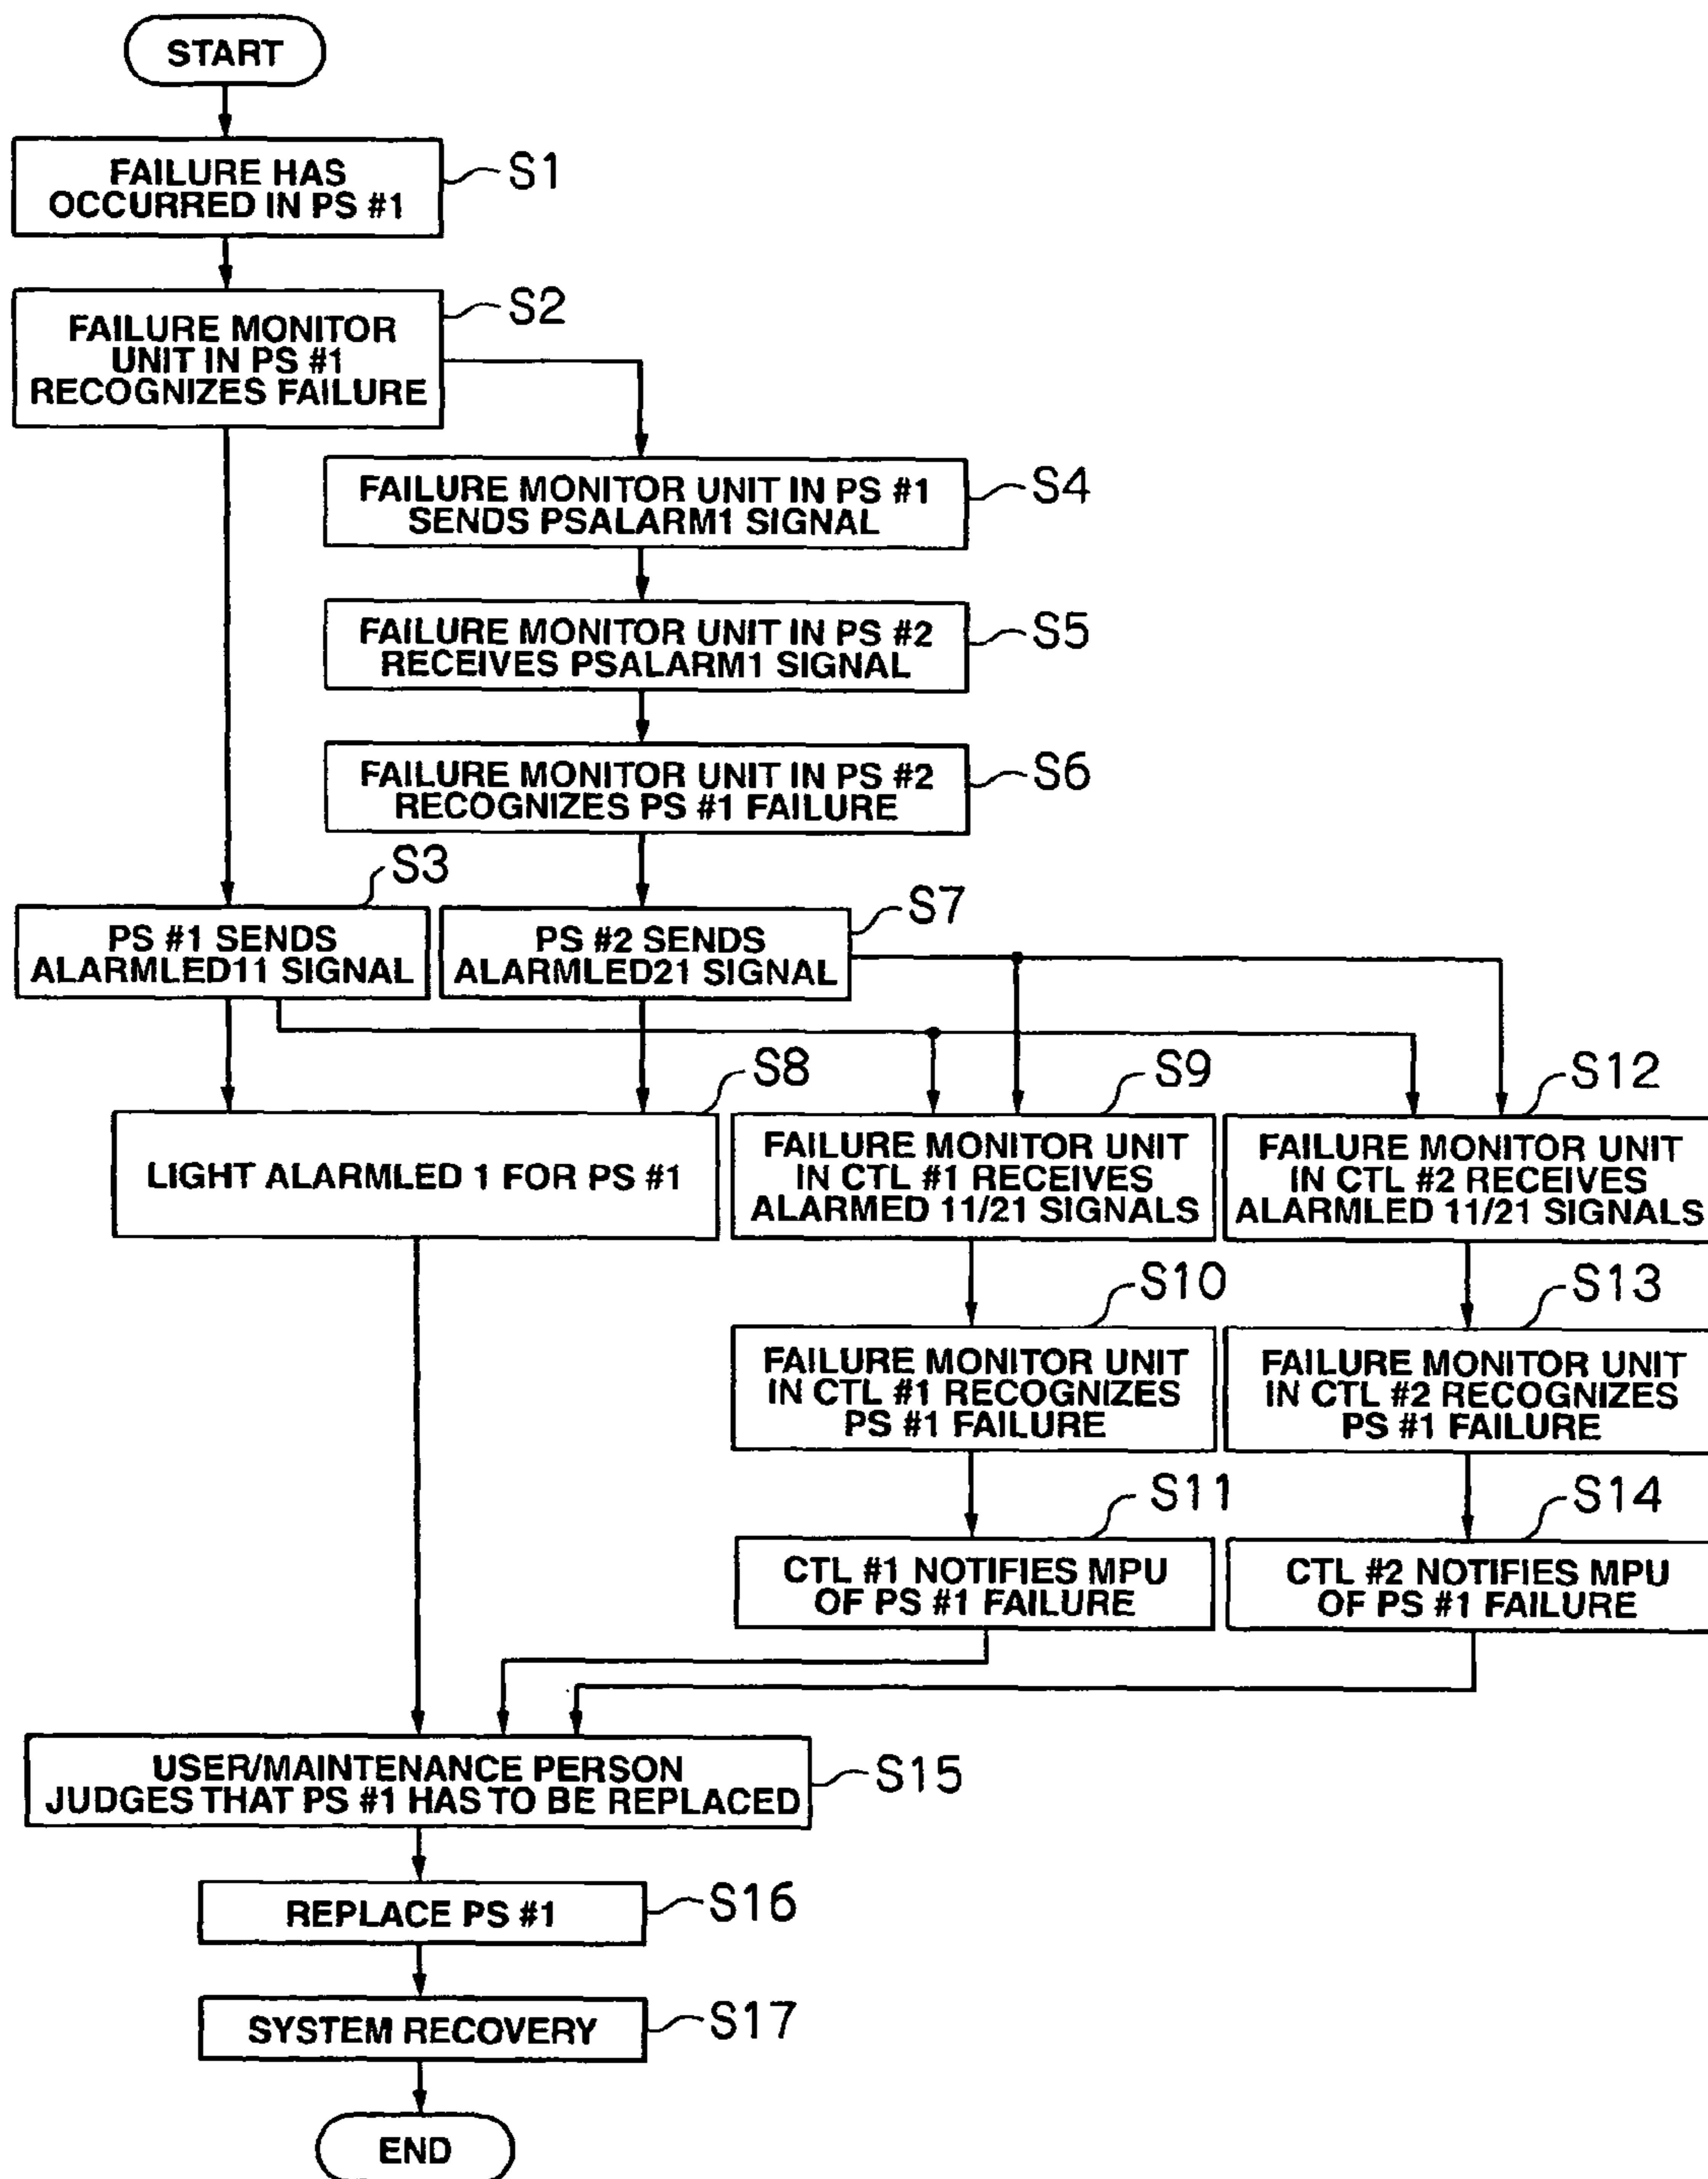 START
FAILURE HAS
OCCURRED IN PS #1
S1
FAILURE MONITOR
UNIT IN PS #1
RECOGNIZES FAILURE
S2
FAILURE MONITOR UNIT IN PS #1
SENDS PSALARM1 SIGNAL
S4
FAILURE MONITOR UNIT IN PS #2
RECEIVES PSALARM1 SIGNAL
S5
FAILURE MONITOR UNIT IN PS #2
RECOGNIZES PS #1 FAILURE
S6
S3
PS #1 SENDS
ALARMLED11 SIGNAL
PS #2 SENDS
ALARMLED21 SIGNAL
S7
S8
LIGHT ALARMLED 1 FOR PS #1
S9
FAILURE MONITOR UNIT
IN CTL #1 RECEIVES
ALARMED 11/21 SIGNALS
S12
FAILURE MONITOR UNIT
IN CTL #2 RECEIVES
ALARMLED 11/21 SIGNALS
S10
FAILURE MONITOR UNIT
IN CTL #1 RECOGNIZES
PS #1 FAILURE
S13
FAILURE MONITOR UNIT
IN CTL #2 RECOGNIZES
PS #1 FAILURE
S11
CTL #1 NOTIFIES MPU
OF PS #1 FAILURE
S14
CTL #2 NOTIFIES MPU
OF PS #1 FAILURE
USER/MAINTENANCE PERSON
JUDGES THAT PS #1 HAS TO BE REPLACED
S15
REPLACE PS #1
S16
SYSTEM RECOVERY
S17
END